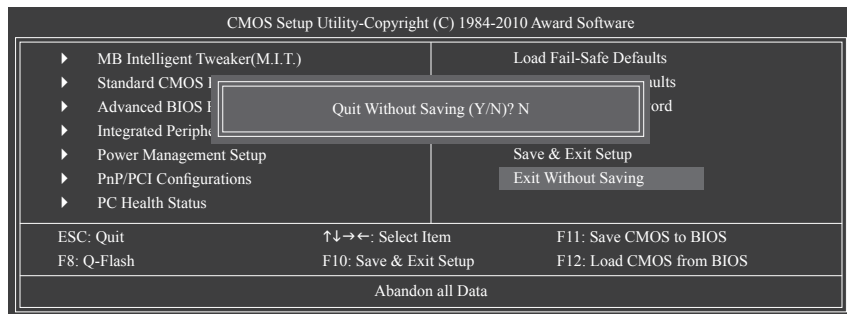 CMOS Setup Utility-Copyright (C) 1984-2010 Award Software
MB Intelligent Tweaker(M.I.T.)
Standard CMOS
Advanced BIOS
Integrated
Power Management Setup
PnP/PCI Configurations
PC Health Status
Load Fail-Safe Defaults
Quit Without Saving (Y/N)? N
Save & Exit Setup
Exit Without Saving
ESC: Quit ↑↓→←: Select Item F11: Save CMOS to BIOS
F8: Q-Flash F10: Save & Exit Setup F12: Load CMOS from BIOS
Abandon all Data